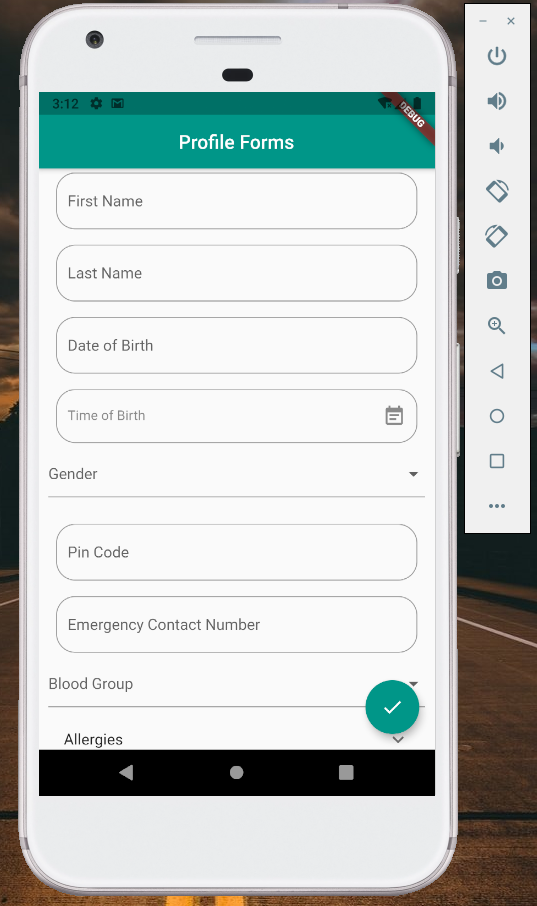 3:12
DEBUG
Profile Forms
First Name
Last Name
Date of Birth
Time of Birth
Gender
Pin Code
Emergency Contact Number
Blood Group
Allergies